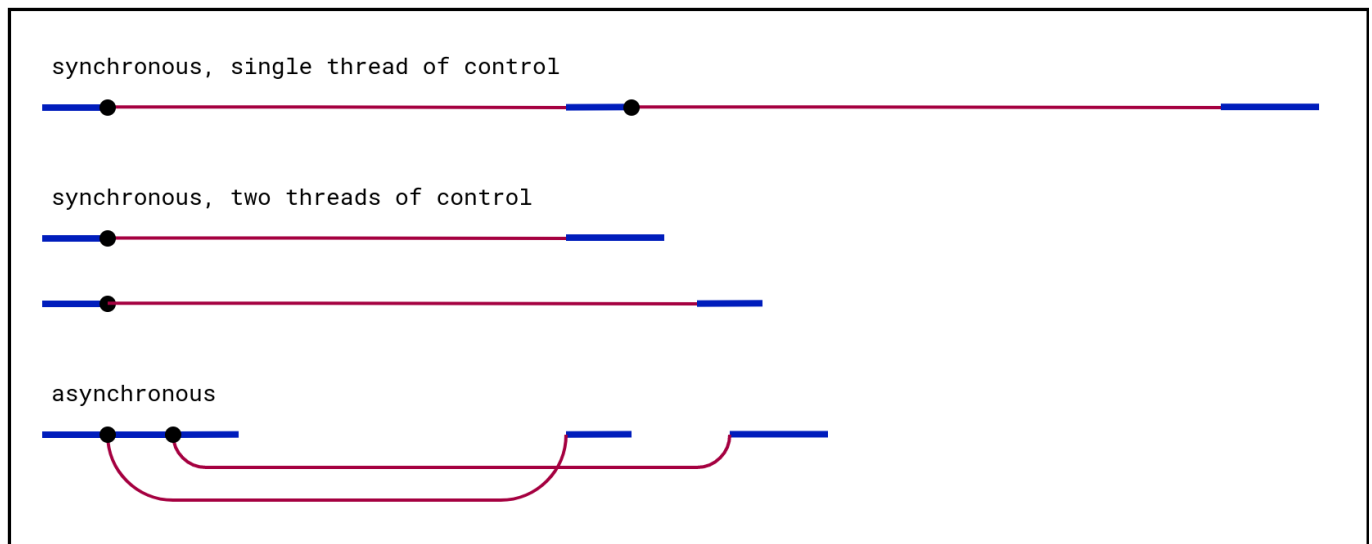 synchronous, single thread of control
synchronous, two threads of control
asynchronous